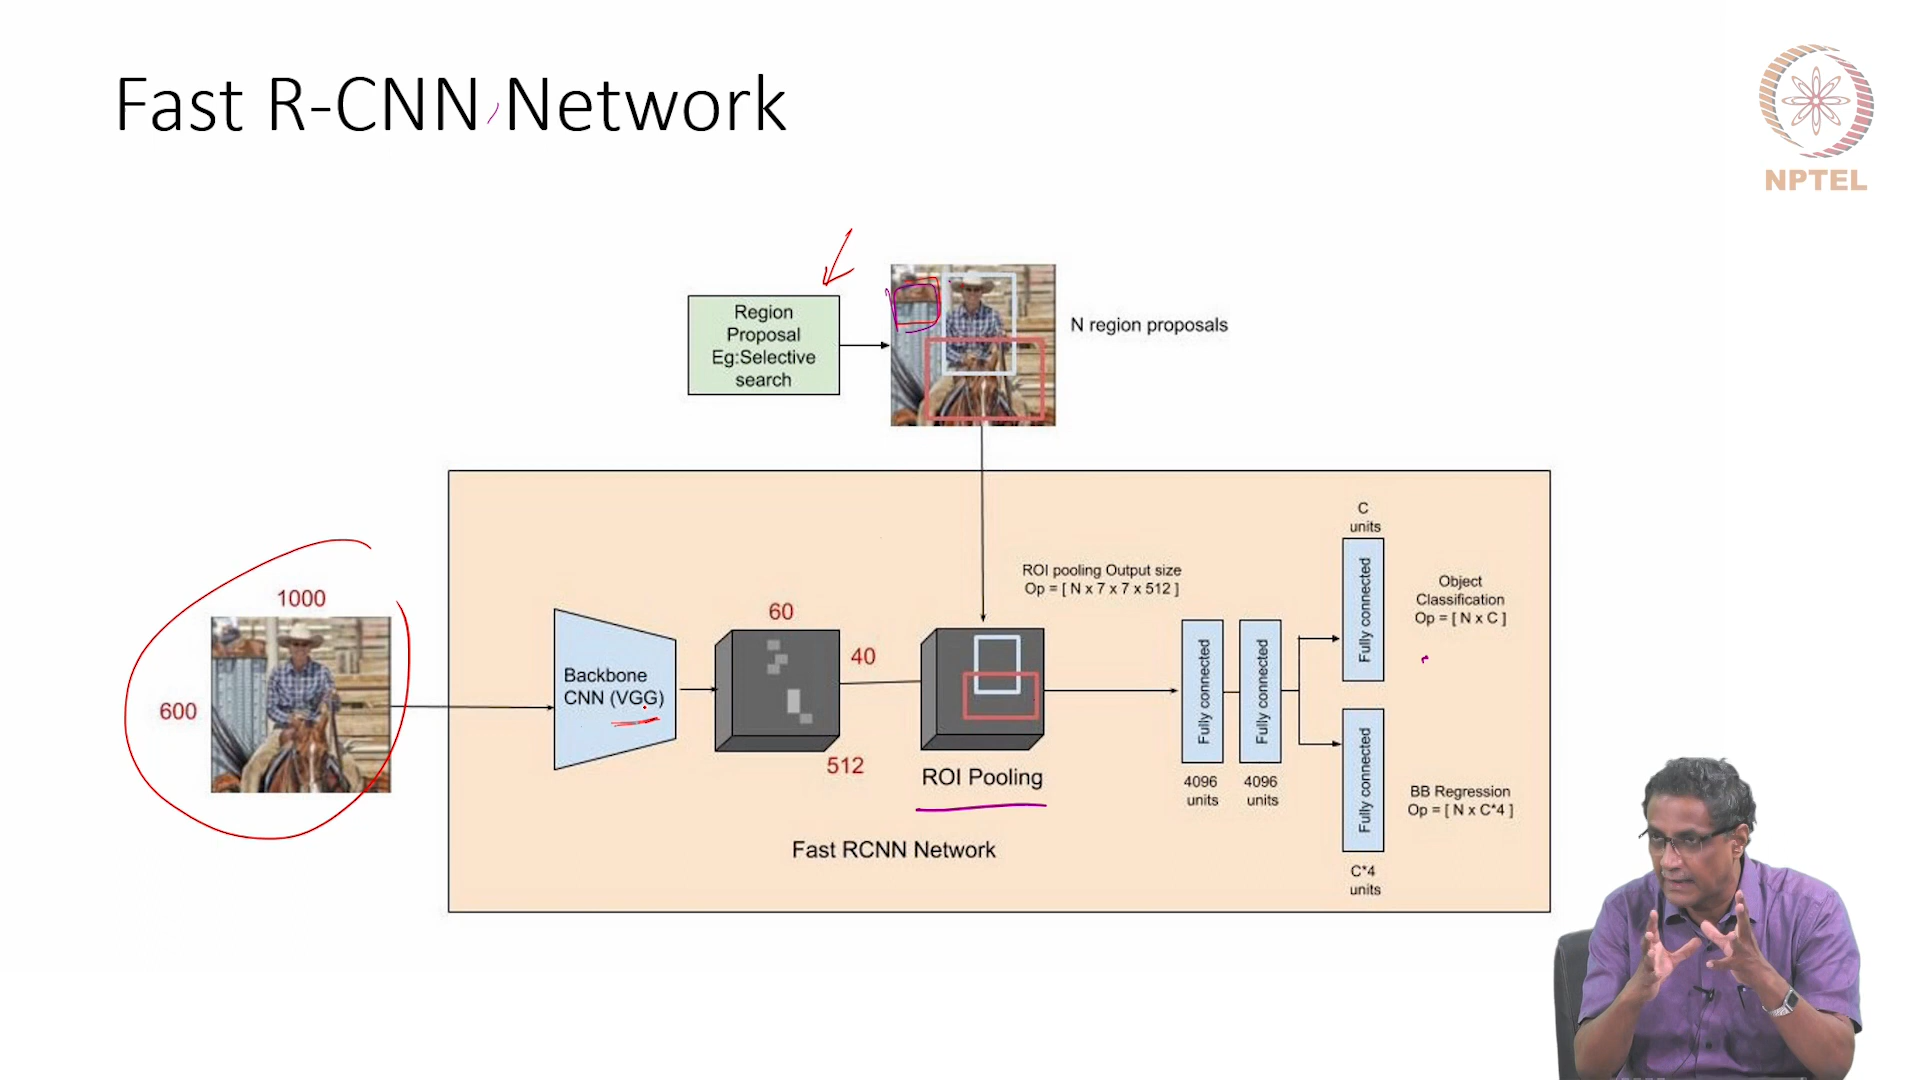 Fast R-CNN Network
NPTEL
Region
Proposal
Eg:Selective
search
N region proposals
1000
600
Backbone
CNN (VGG)
60
40
512
ROI Pooling
ROI pooling Output size
Op = [ N x 7 x 7 x 512 ]
Fully connected
4096
units
Fully connected
4096
units
C
units
Fully connected
Object
Classification
Op = [ N x C ]
Fully connected
C*4
units
BB Regression
Op = [ N x C*4 ]
Fast RCNN Network